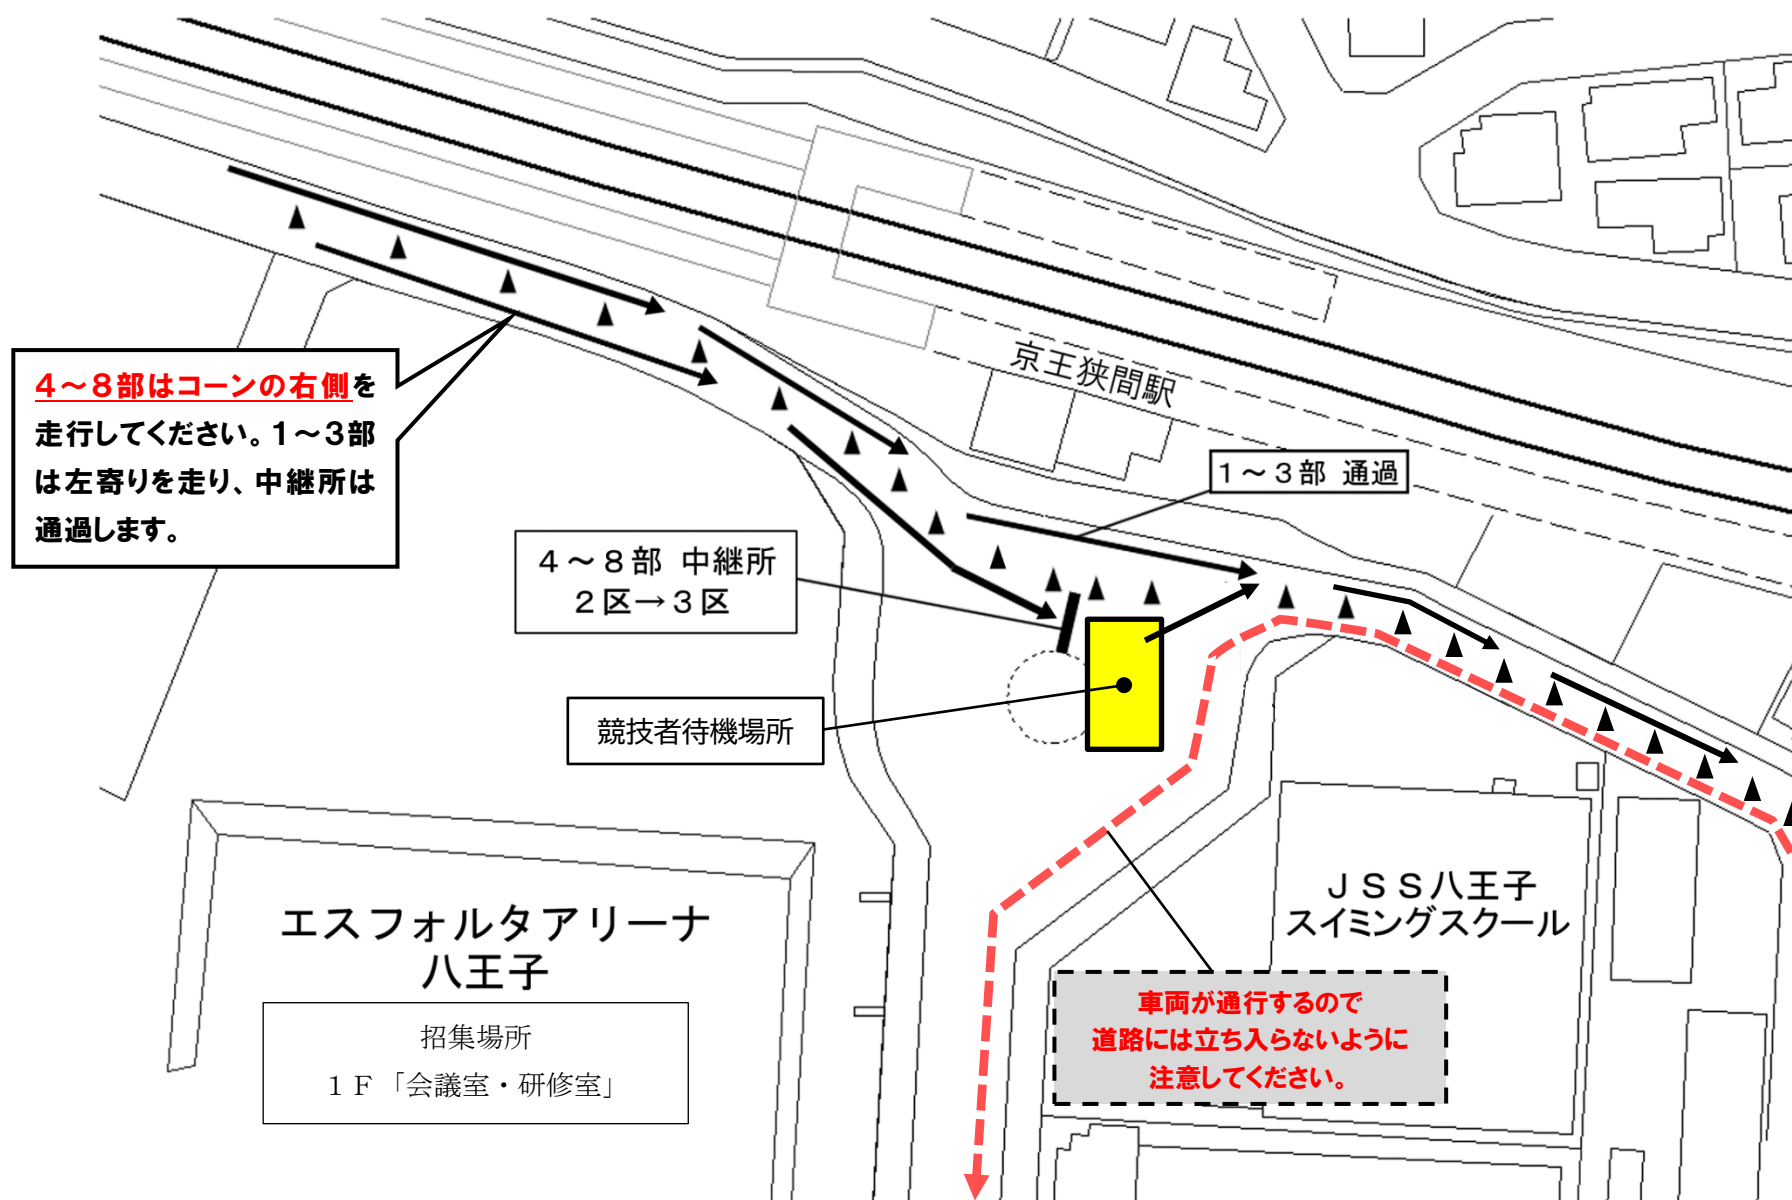 京王狭間駅
４～８部はコーンの右側を
走行してください。１～３部
は左寄りを走り、中継所は
通過します。
１～３部 通過
４～８部 中継所
２区→３区
競技者待機場所
エスフォルタアリーナ
八王子
招集場所
１Ｆ「会議室・研修室」
ＪＳＳ八王子
スイミングスクール
車両が通行するので
道路には立ち入らないように
注意してください。